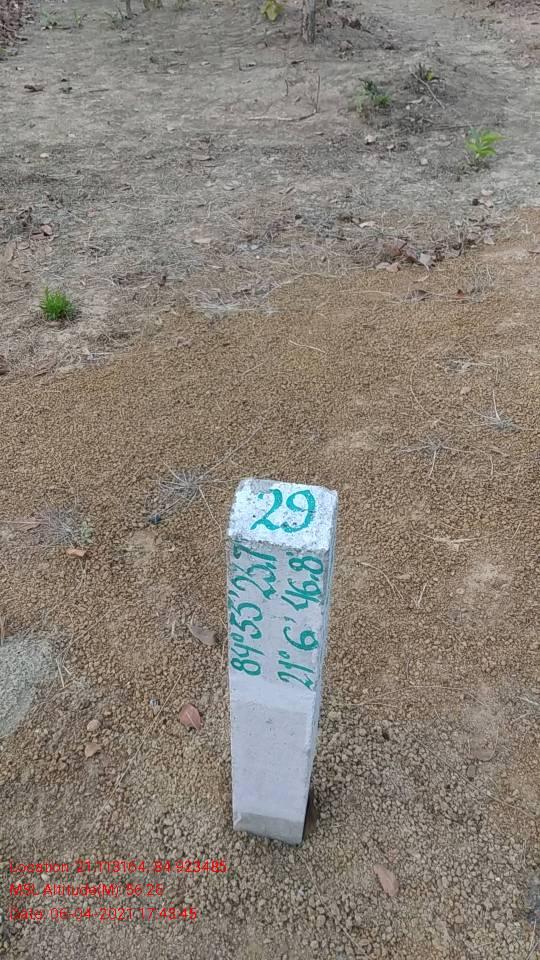 29
84° 55' 25.7"
21° 6' 46.8"
Location: 21.113164, 84.923485
MSL Altitude(M): 56.26
Date: 06-04-2021 17:43:45